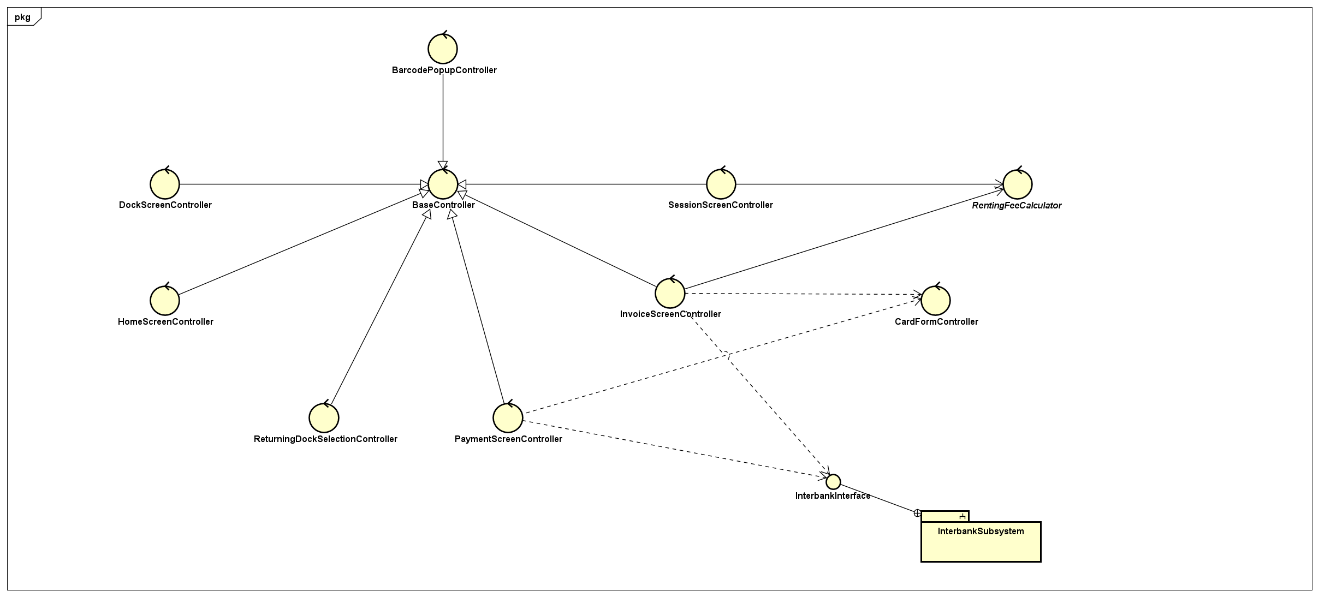 pkg
BarcodePopupController
DockScreenController
BaseController
SessionScreenController
RentingFeeCalculator
HomeScreenController
InvoiceScreenController
CardFormController
ReturningDockSelectionController
PaymentScreenController
InterbankInterface
InterbankSubsystem